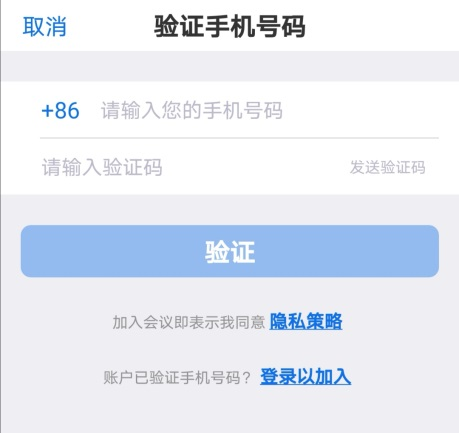 取消 验证手机号码
+86 请输入您的手机号码
请输入验证码 发送验证码
验证
加入会议即表示我同意 隐私策略
账户已验证手机号码？ 登录以加入